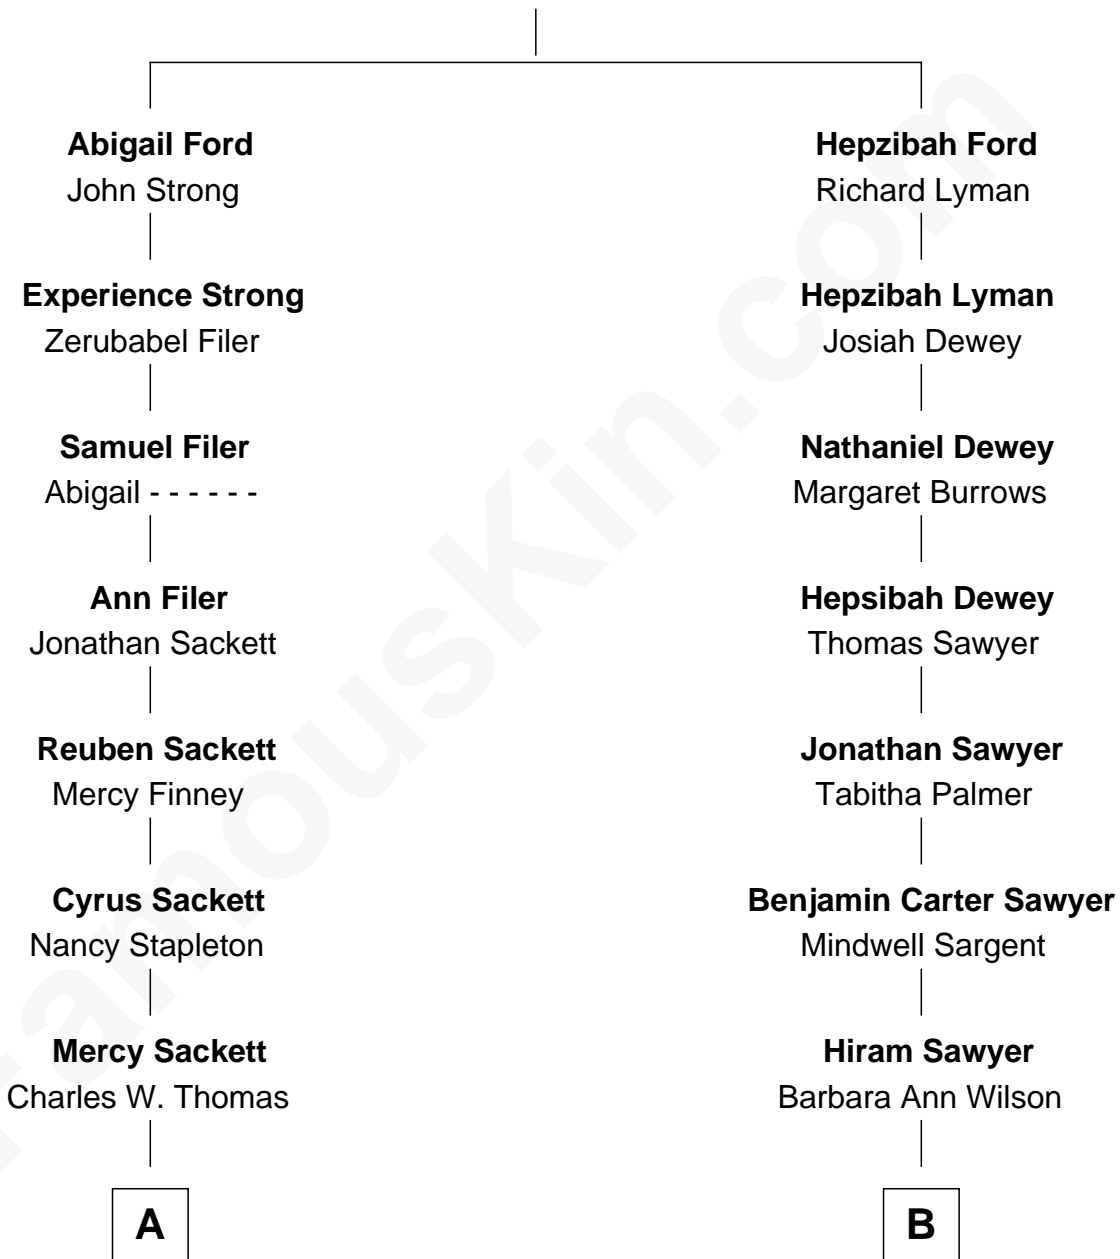 Abigail Ford
John Strong
Experience Strong
Zerubabel Filer
Samuel Filer
Abigail - - - - - -
Ann Filer
Jonathan Sackett
Reuben Sackett
Mercy Finney
Cyrus Sackett
Nancy Stapleton
Mercy Sackett
Charles W. Thomas
A
Hepzibah Ford
Richard Lyman
Hepzibah Lyman
Josiah Dewey
Nathaniel Dewey
Margaret Burrows
Hepsibah Dewey
Thomas Sawyer
Jonathan Sawyer
Tabitha Palmer
Benjamin Carter Sawyer
Mindwell Sargent
Hiram Sawyer
Barbara Ann Wilson
B
FamousKin.com